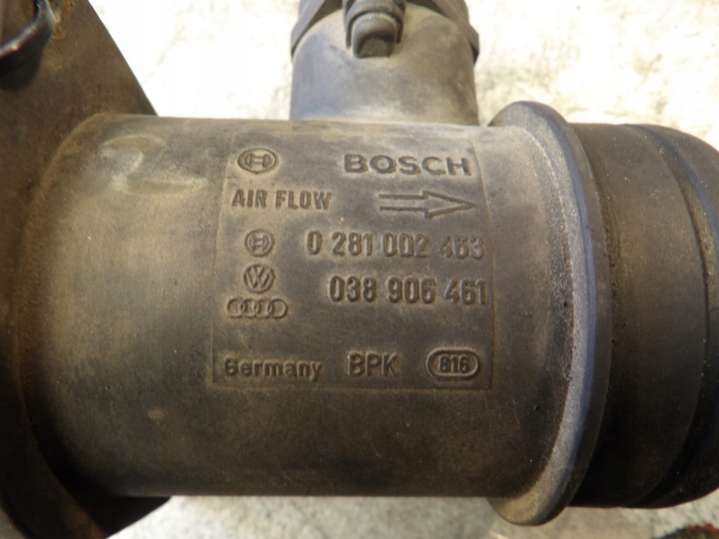 BOSCH
AIR FLOW
0 281 002 463
038 906 461
Germany BPK 816